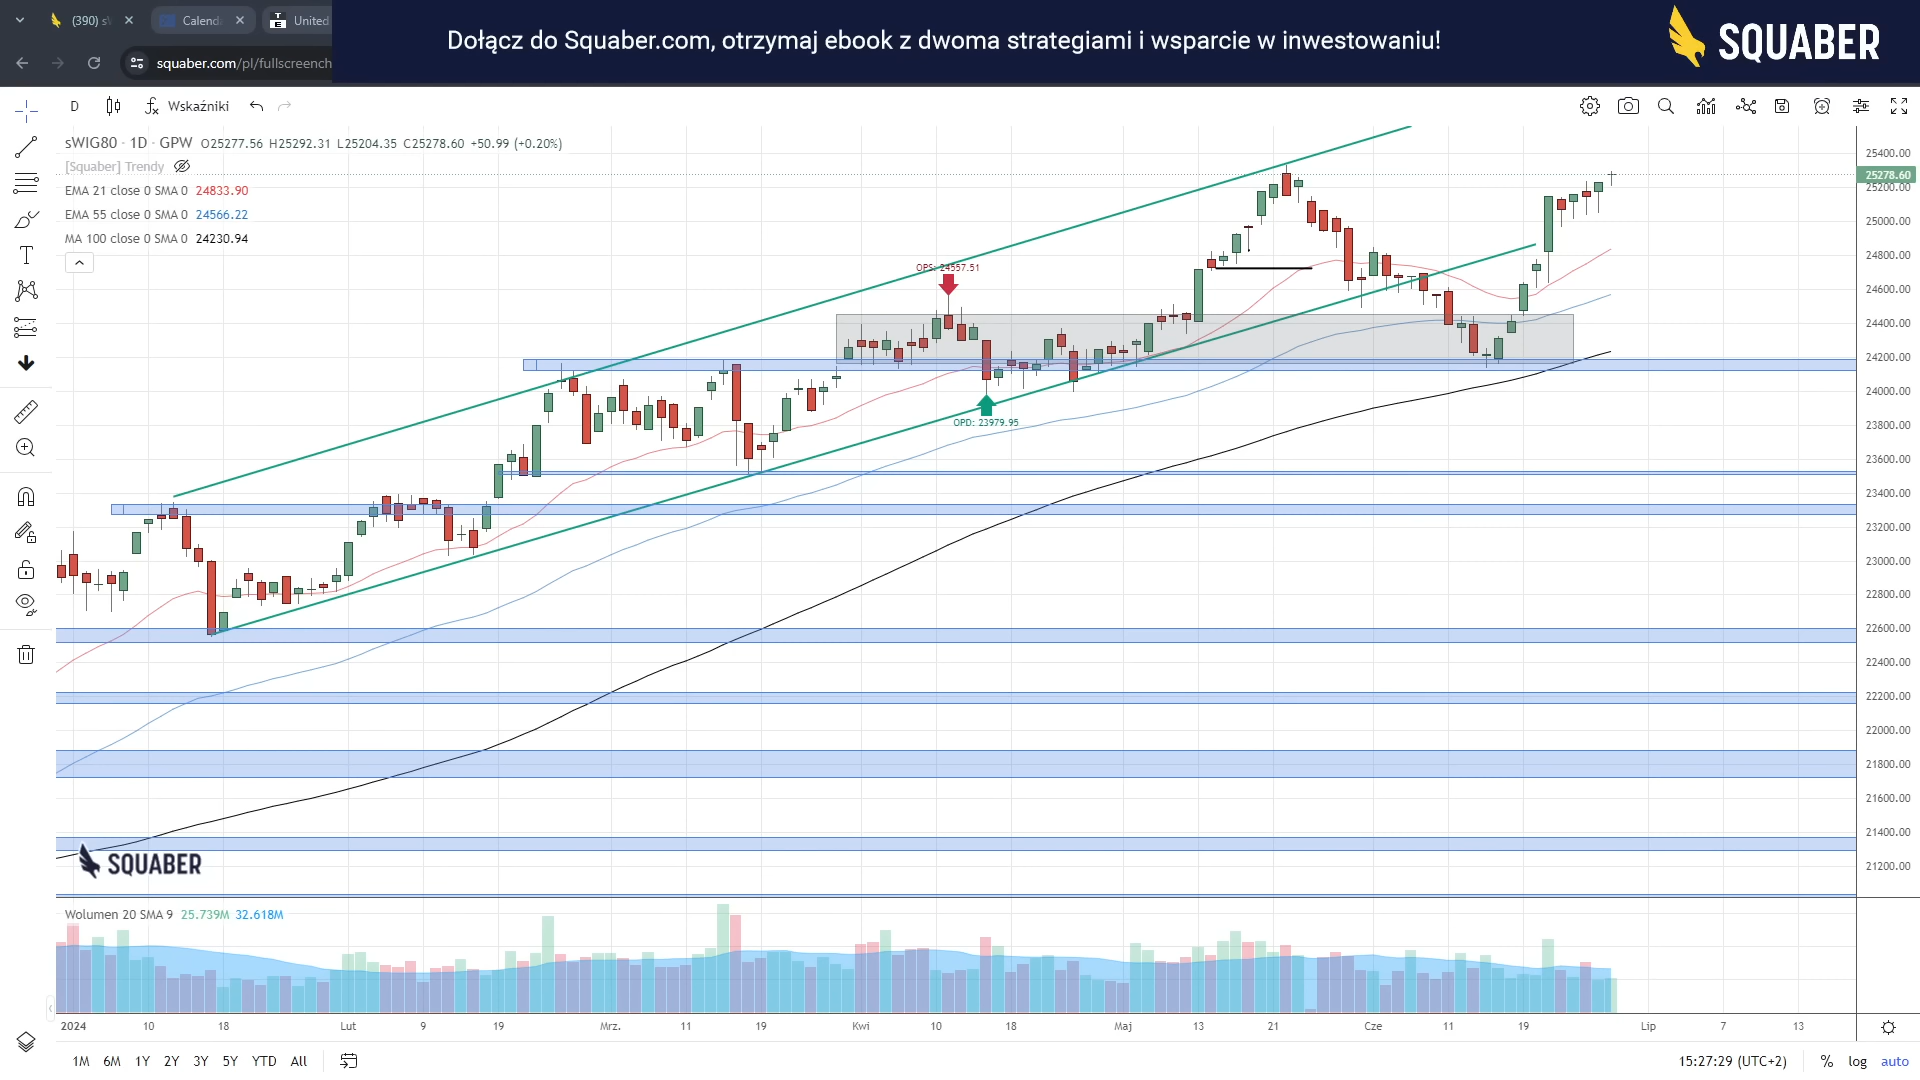 (390) s
Calend
United
squaber.com/pl/fullscreench
Dołącz do Squaber.com, otrzymaj ebook z dwoma strategiami i wsparcie w inwestowaniu!
SQUABER
D
Wskaźniki
sWIG80 · 1D · GPW O25277.56 H25292.31 L25204.35 C25278.60 +50.99 (+0.20%)
[Squaber] Trendy
EMA 21 close 0 SMA 0 24833.90
EMA 55 close 0 SMA 0 24566.22
MA 100 close 0 SMA 0 24230.94
OPS: 24557.51
OPD: 23979.95
25400.00
25278.60
25200.00
25000.00
24800.00
24600.00
24400.00
24200.00
24000.00
23800.00
23600.00
23400.00
23200.00
23000.00
22800.00
22600.00
22400.00
22200.00
22000.00
21800.00
21600.00
21400.00
21200.00
SQUABER
Wolumen 20 SMA 9 25.739M 32.618M
2024 10 18 Lut 9 19 Mrz. 11 19 Kwi 10 18 Maj 13 21 Cze 11 19 Lip 7 13
1M 6M 1Y 2Y 3Y 5Y YTD All
15:27:29 (UTC+2) % log auto